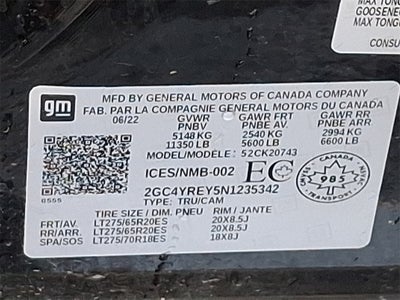 MAX TON
GOOSENE
MAX TONG
CONSU
gm
MFD BY GENERAL MOTORS OF CANADA COMPANY
FAB. PAR LA COMPAGNIE GENERAL MOTORS DU CANADA
06/22
GVWR
PNBV
5148 KG
11350 LB
GAWR FRT
PNBE AV.
2540 KG
5600 LB
GAWR RR
PNBE ARR
2994 KG
6600 LB
MODEL/MODELE: 52CK20743
ICES/NMB-002
EC
CANADA
985
2GC4YREY5N1235342
TYPE: TRU/CAM
TIRE SIZE / DIM. PNEU RIM / JANTE
FRT/AV. LT275/65R20ES 20X8.5J
RR/ARR. LT275/65R20ES 20X8.5J
SPA/SOS LT275/70R18ES 18X8J